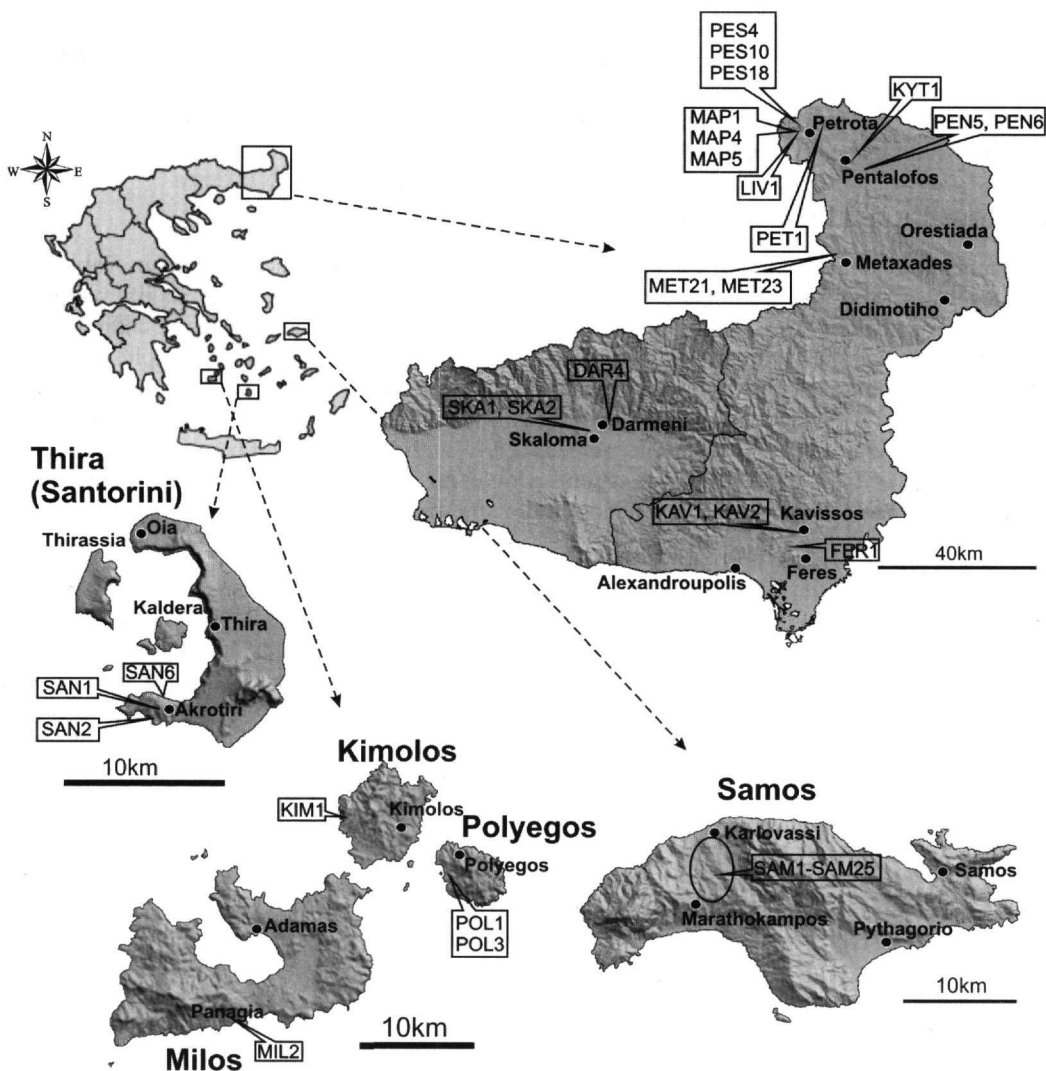 PES4
PES10
PES18
KYT1
MAP1
MAP4
MAP5
Petrota
PEN5, PEN6
N
W E
S
LIV1
Pentalofos
PET1
Orestiada
Metaxades
MET21, MET23
Didimotiho
DAR4
SKA1, SKA2
Darmeni
Skaloma
Thira
(Santorini)
KAV1, KAV2
Kavissos
FER1
Feres
40km
Alexandroupolis
Oia
Thirassia
Kaldera
Thira
SAN6
SAN1
Akrotiri
SAN2
10km
Kimolos
KIM1
Kimolos
Polyegos
Polyegos
POL1
POL3
Adamas
Panagia
10km
MIL2
Milos
Samos
Karlovassi
SAM1-SAM25
Samos
Marathokampos
Pythagorio
10km